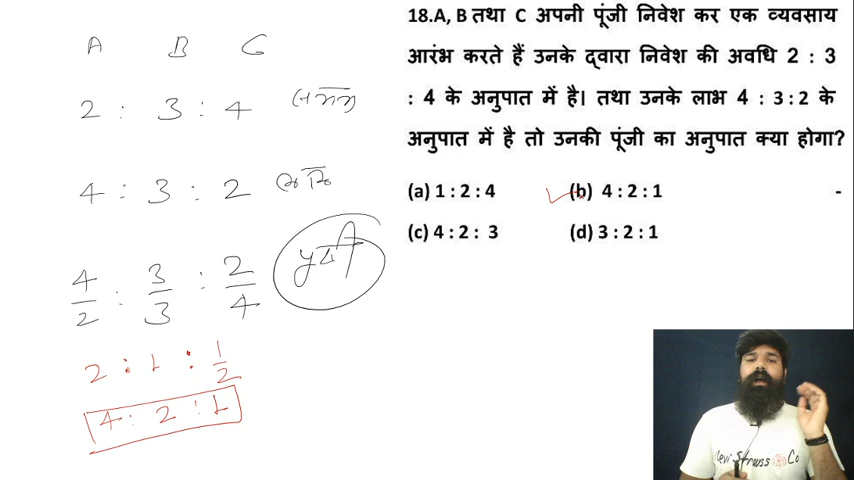 A B C
2 : 3 : 4 समय
4 : 3 : 2
4/2 : 3/3 : 2/4
2 : 1 : 1/2
4 : 2 : 1
18.A, B तथा C अपनी पूंजी निवेश कर एक व्यवसाय
आरंभ करते हैं उनके द्वारा निवेश की अवधि 2 : 3
: 4 के अनुपात में है। तथा उनके लाभ 4 : 3 : 2 के
अनुपात में है तो उनकी पूंजी का अनुपात क्या होगा?
(a) 1 : 2 : 4 (b) 4 : 2 : 1 -
(c) 4 : 2 : 3 (d) 3 : 2 : 1
Levi Strauss Co